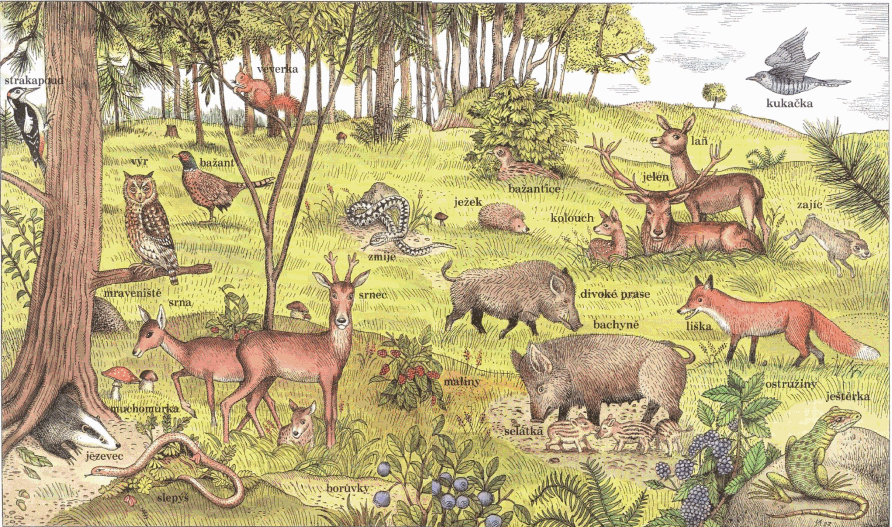 strakapoud
veverka
kukačka
výr
bažant
laň
jelen
bažantice
ježek
kolouch
zajíc
zmije
mraveniště
srna
srnec
divoké prase
bachyně
liška
maliny
ostružiny
ještěrka
muchomůrka
selátka
jezevec
slepýš
borůvky